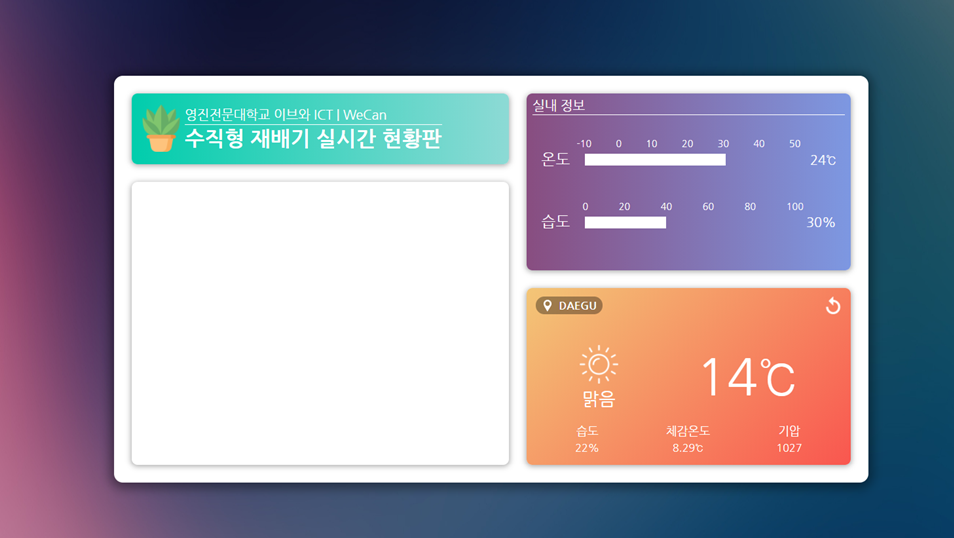 영진전문대학교 이브와 ICT | WeCan
수직형 재배기 실시간 현황판
실내 정보
-10 0 10 20 30 40 50
온도 24℃
0 20 40 60 80 100
습도 30%
DAEGU
14℃
맑음
습도 체감온도 기압
22% 8.29℃ 1027